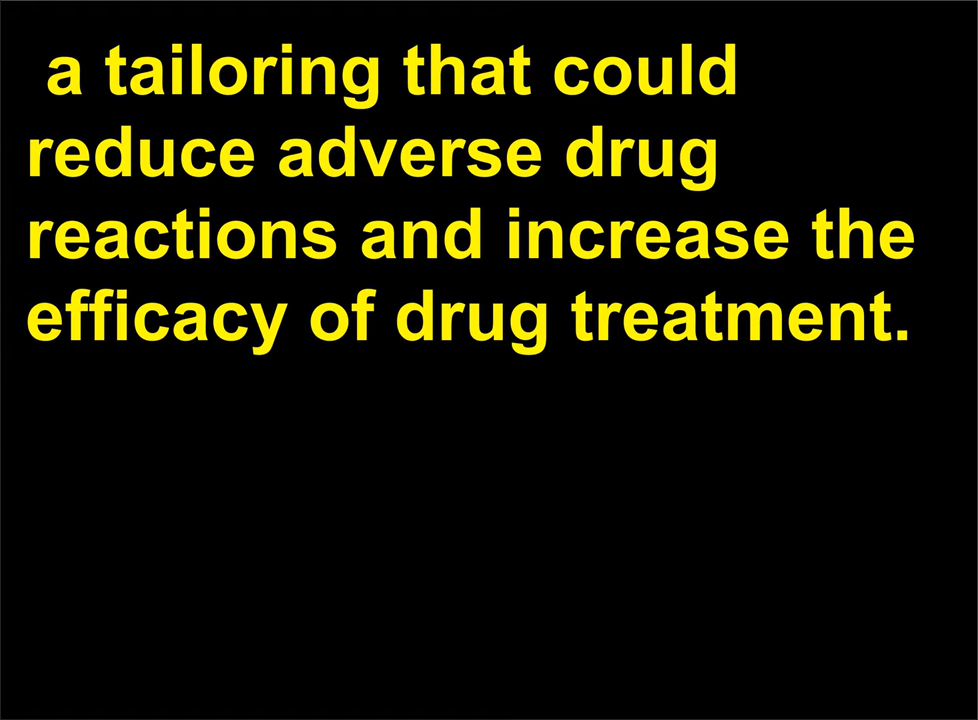 a tailoring that could
reduce adverse drug
reactions and increase the
efficacy of drug treatment.